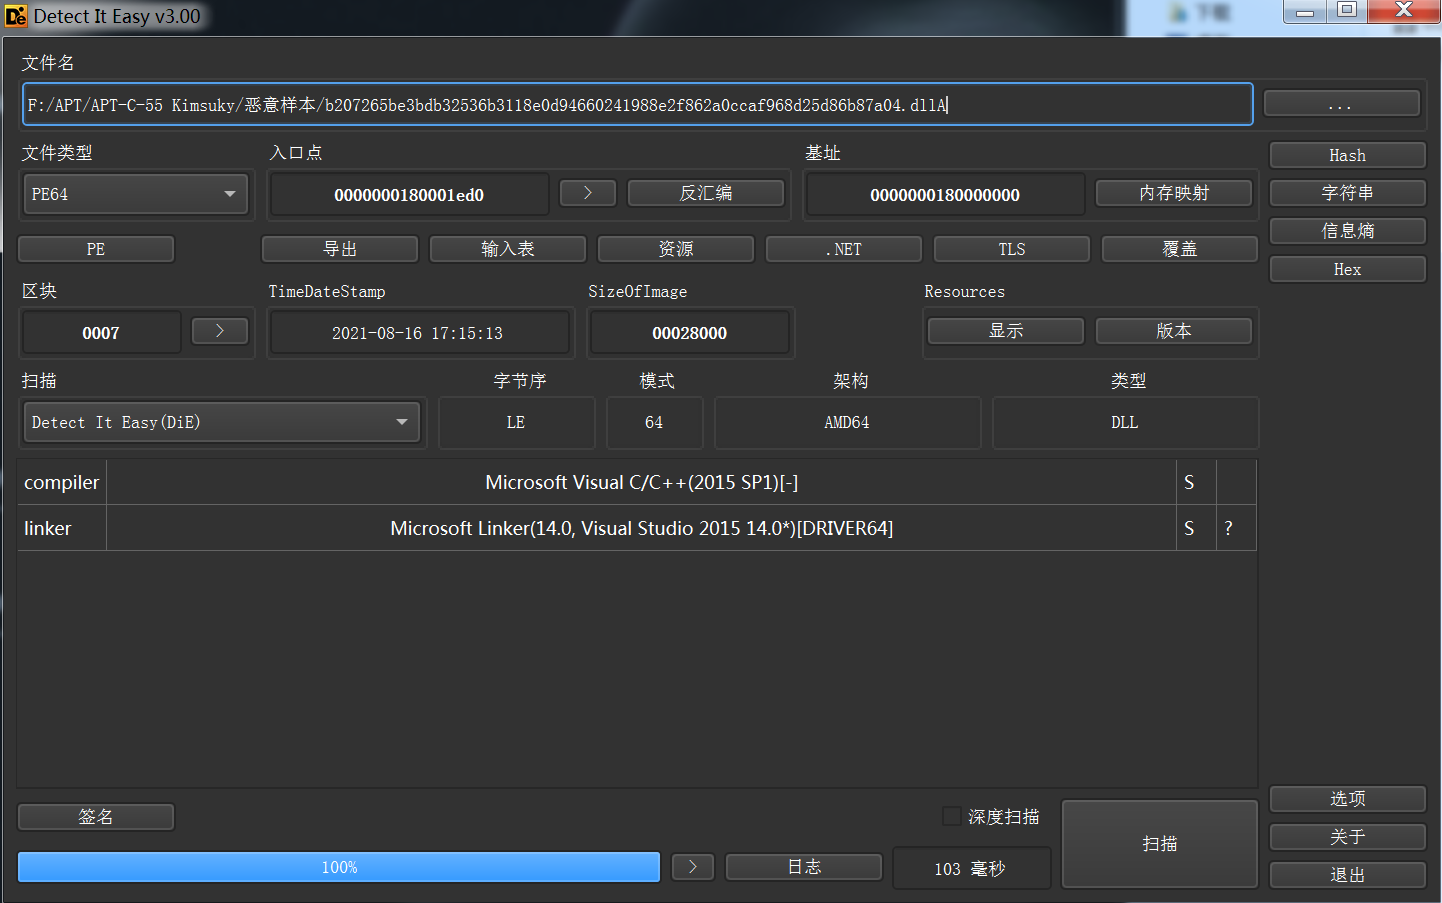 Detect It Easy v3.00
下载
文件名
F:/APT/APT-C-55 Kimsuky/恶意样本/b207265be3bdb32536b3118e0d94660241988e2f862a0ccaf968d25d86b87a04.dllA
...
文件类型 入口点 基址
Hash
PE64 0000000180001ed0 > 反汇编 0000000180000000 内存映射 字符串
信息熵
PE 导出 输入表 资源 .NET TLS 覆盖
Hex
区块 TimeDateStamp SizeOfImage Resources
0007 > 2021-08-16 17:15:13 00028000 显示 版本
扫描 字节序 模式 架构 类型
Detect It Easy(DiE) LE 64 AMD64 DLL
compiler Microsoft Visual C/C++(2015 SP1)[-] S
linker Microsoft Linker(14.0, Visual Studio 2015 14.0*)[DRIVER64] S ?
选项
签名 深度扫描
关于
扫描
100% > 日志 103 毫秒
退出